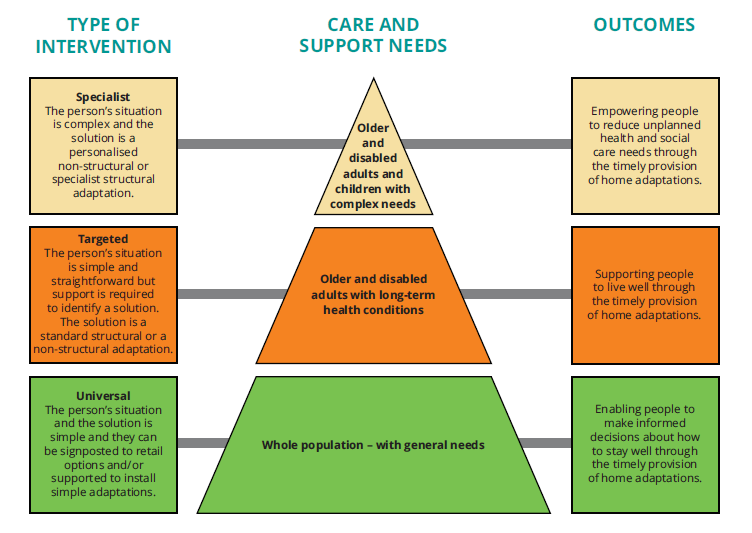 TYPE OF
INTERVENTION
CARE AND
SUPPORT NEEDS
OUTCOMES
Specialist
The person's situation
is complex and the
solution is a
personalised
non-structural or
specialist structural
adaptation.
Older
and
disabled
adults and
children with
complex needs
Empowering people
to reduce unplanned
health and social
care needs through
the timely provision
of home adaptations.
Targeted
The person's situation
is simple and
straightforward but
support is required
to identify a solution.
The solution is a
standard structural or a
non-structural adaptation.
Older and disabled
adults with long-term
health conditions
Supporting people
to live well through
the timely provision
of home adaptations.
Universal
The person's situation
and the solution is
simple and they can
be signposted to retail
options and/or
supported to install
simple adaptations.
Whole population – with general needs
Enabling people to
make informed
decisions about how
to stay well through
the timely provision
of home adaptations.